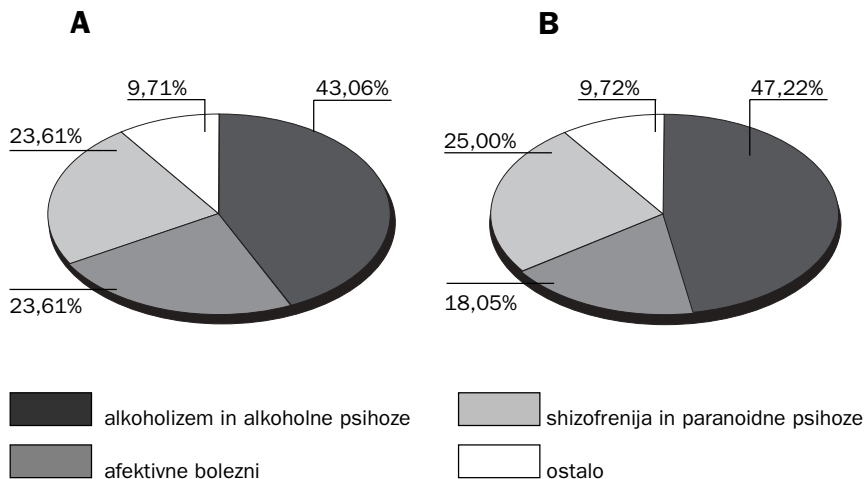 A
B
9,71%
43,06%
9,72%
47,22%
23,61%
25,00%
23,61%
18,05%
alkoholizem in alkoholne psihoze
shizofrenija in paranoidne psihoze
afektivne bolezni
ostalo